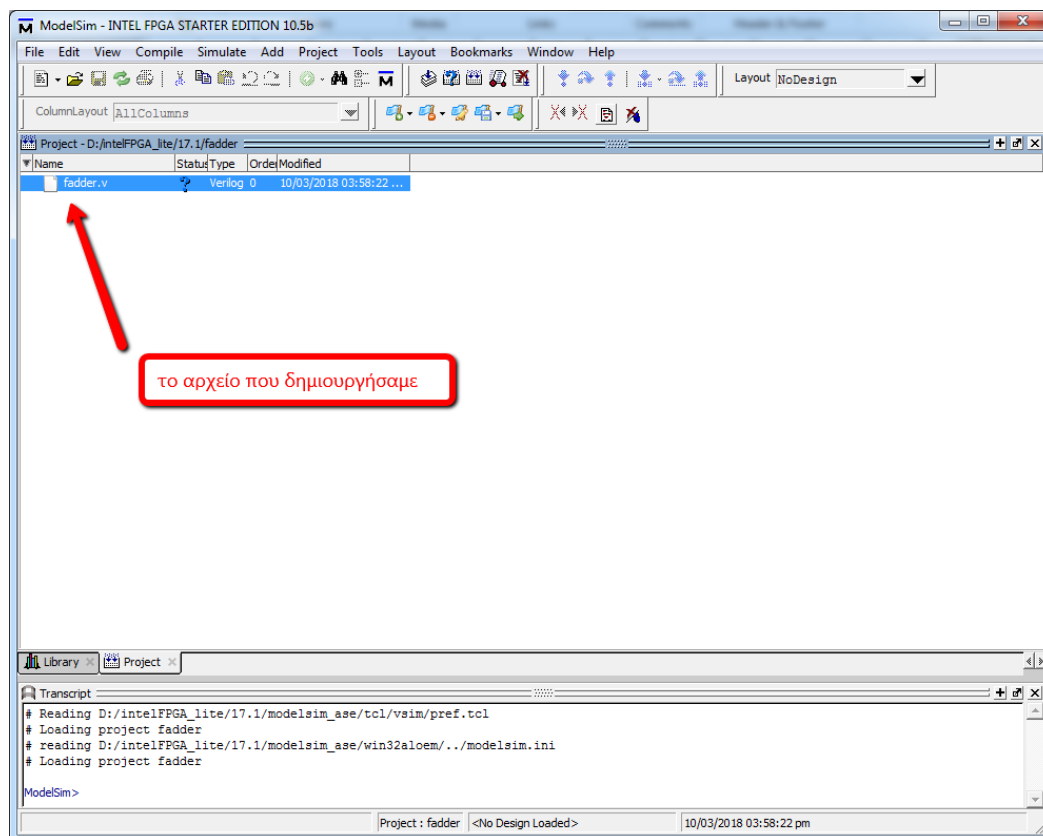 ModelSim - INTEL FPGA STARTER EDITION 10.5b
File Edit View Compile Simulate Add Project Tools Layout Bookmarks Window Help
Layout NoDesign
ColumnLayout AllColumns
Project - D:/intelFPGA_lite/17.1/fadder
Name Status Type Order Modified
fadder.v ? Verilog 0 10/03/2018 03:58:22 ...
το αρχείο που δημιουργήσαμε
Library Project
Transcript
# Reading D:/intelFPGA_lite/17.1/modelsim_ase/tcl/vsim/pref.tcl
# Loading project fadder
# reading D:/intelFPGA_lite/17.1/modelsim_ase/win32aloem/../modelsim.ini
# Loading project fadder
ModelSim>
Project : fadder <No Design Loaded> 10/03/2018 03:58:22 pm